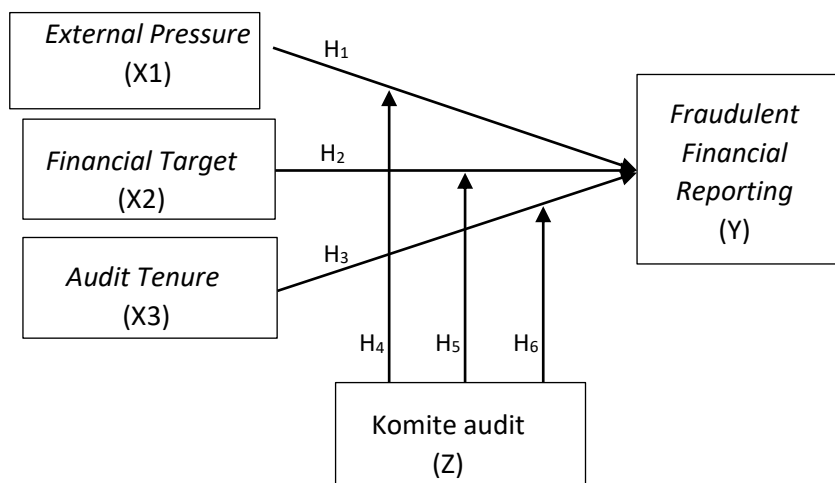 External Pressure
(X1)
H1
Financial Target
(X2)
H2
Audit Tenure
(X3)
H3
Fraudulent
Financial
Reporting
(Y)
H4
H5
H6
Komite audit
(Z)